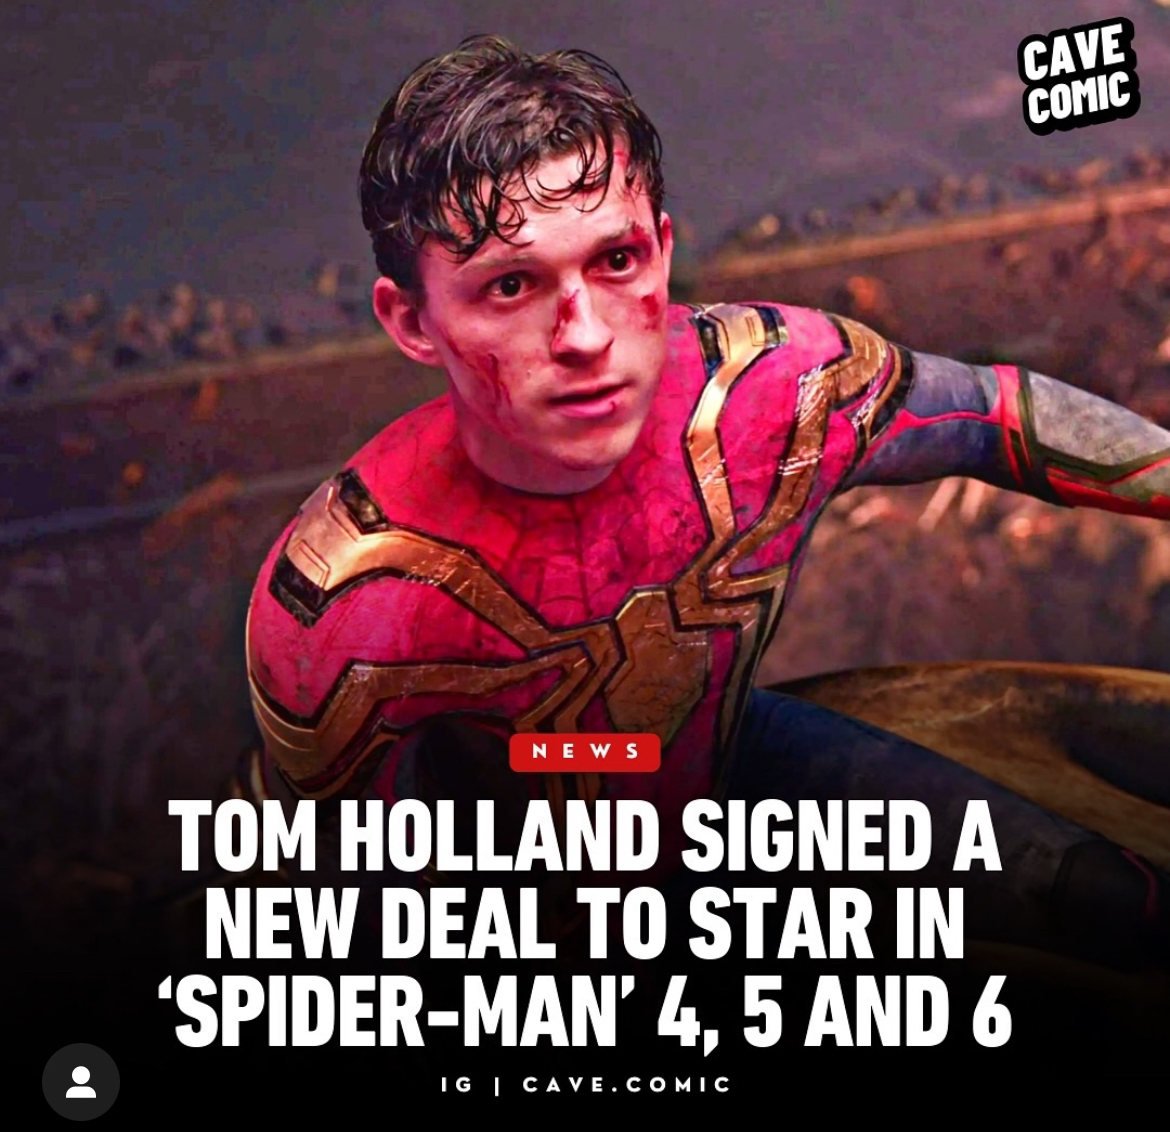 CAVE
COMIC
NEWS
TOM HOLLAND SIGNED A
NEW DEAL TO STAR IN
‘SPIDER-MAN’ 4, 5 AND 6
IG | CAVE.COMIC